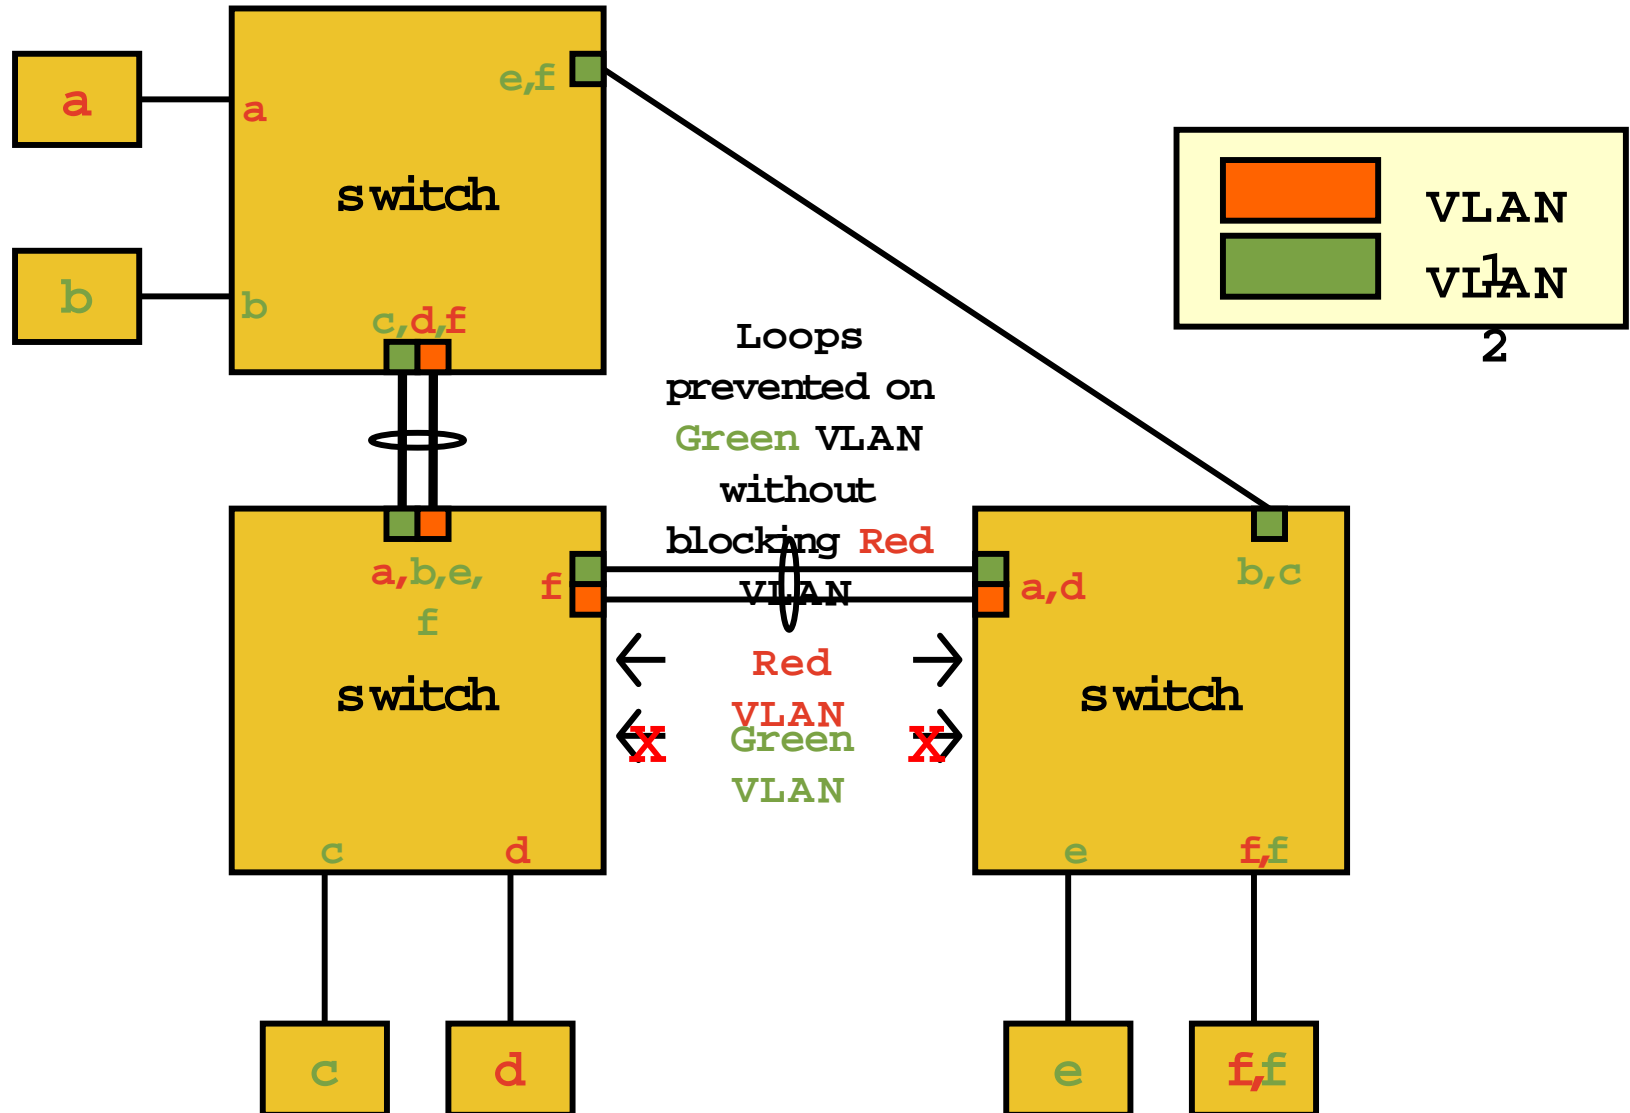 e,f
a
a
switch
VLAN
1
b
b
VLAN
2
c,d,f
Loops
prevented on
Green VLAN
without
blocking Red
VLAN
a,b,e,
f
f
a,d
b,c
switch
Red
VLAN
switch
X
Green
X
VLAN
c
d
e
f,f
c
d
e
f,f